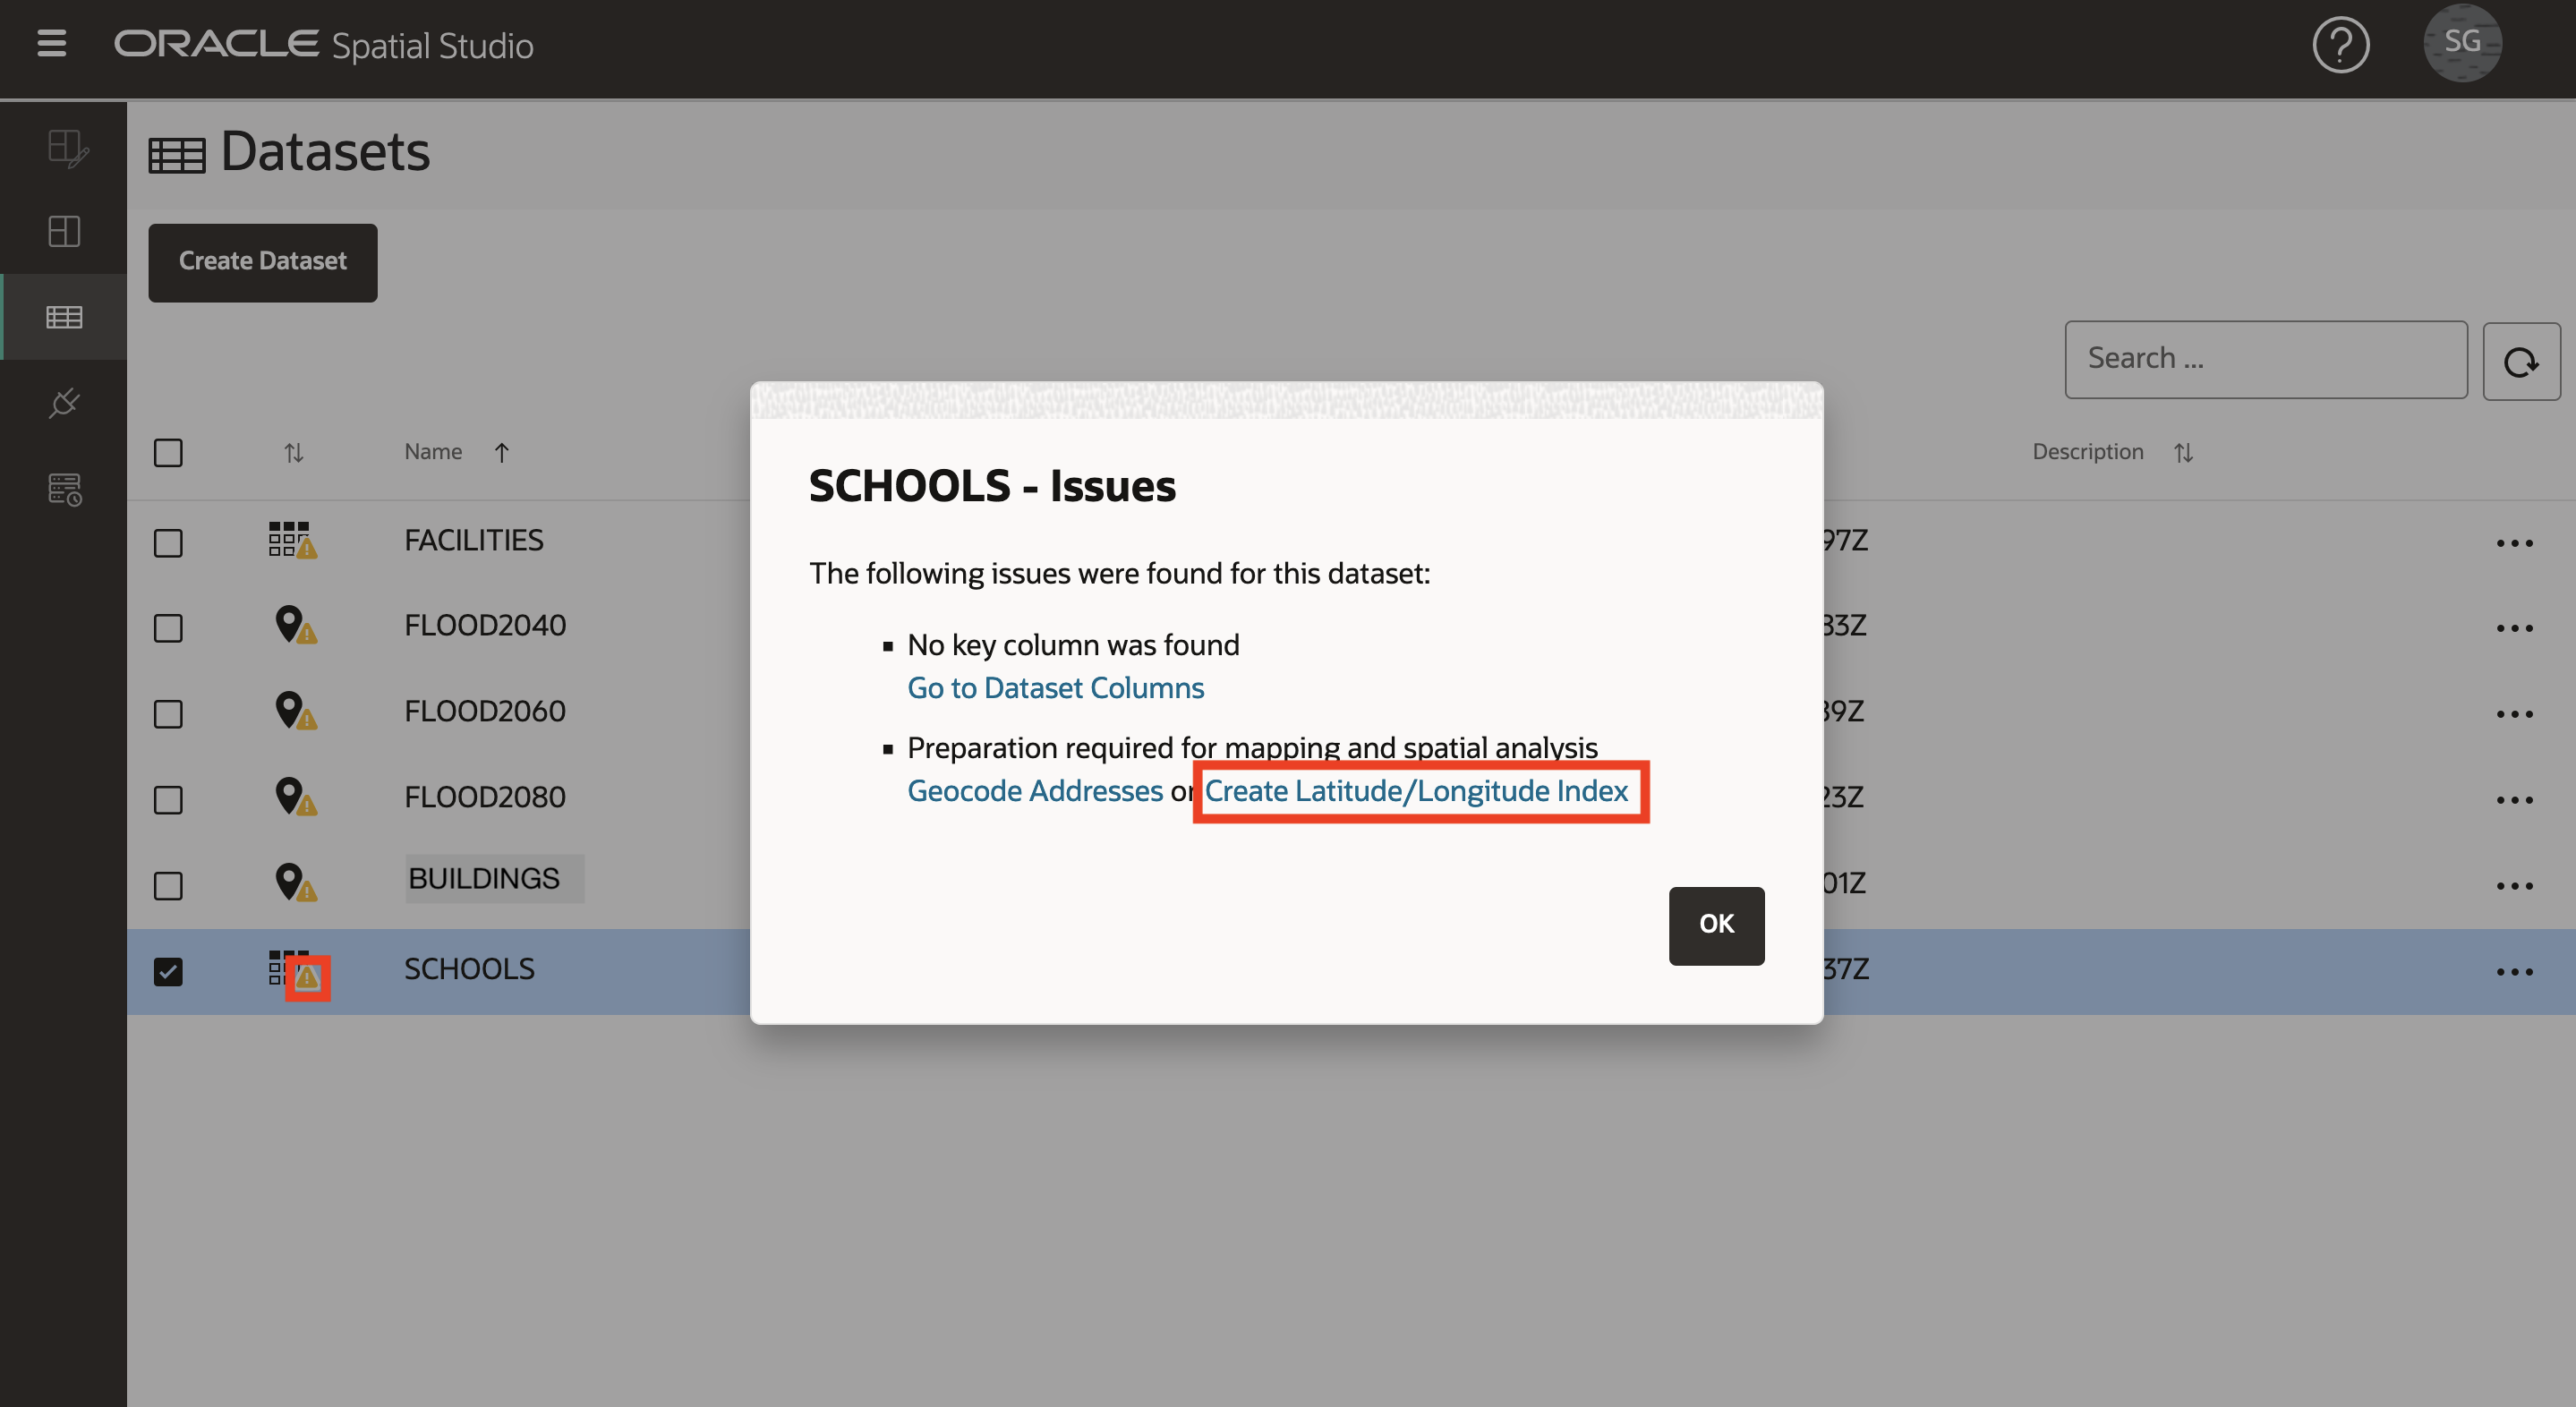 ORACLE Spatial Studio
SG
Datasets
Create Dataset
Search ...
Name
Description
FACILITIES
97Z
FLOOD2040
83Z
FLOOD2060
39Z
FLOOD2080
23Z
BUILDINGS
01Z
SCHOOLS
37Z
SCHOOLS - Issues
The following issues were found for this dataset:
No key column was found
Go to Dataset Columns
Preparation required for mapping and spatial analysis
Geocode Addresses or Create Latitude/Longitude Index
OK